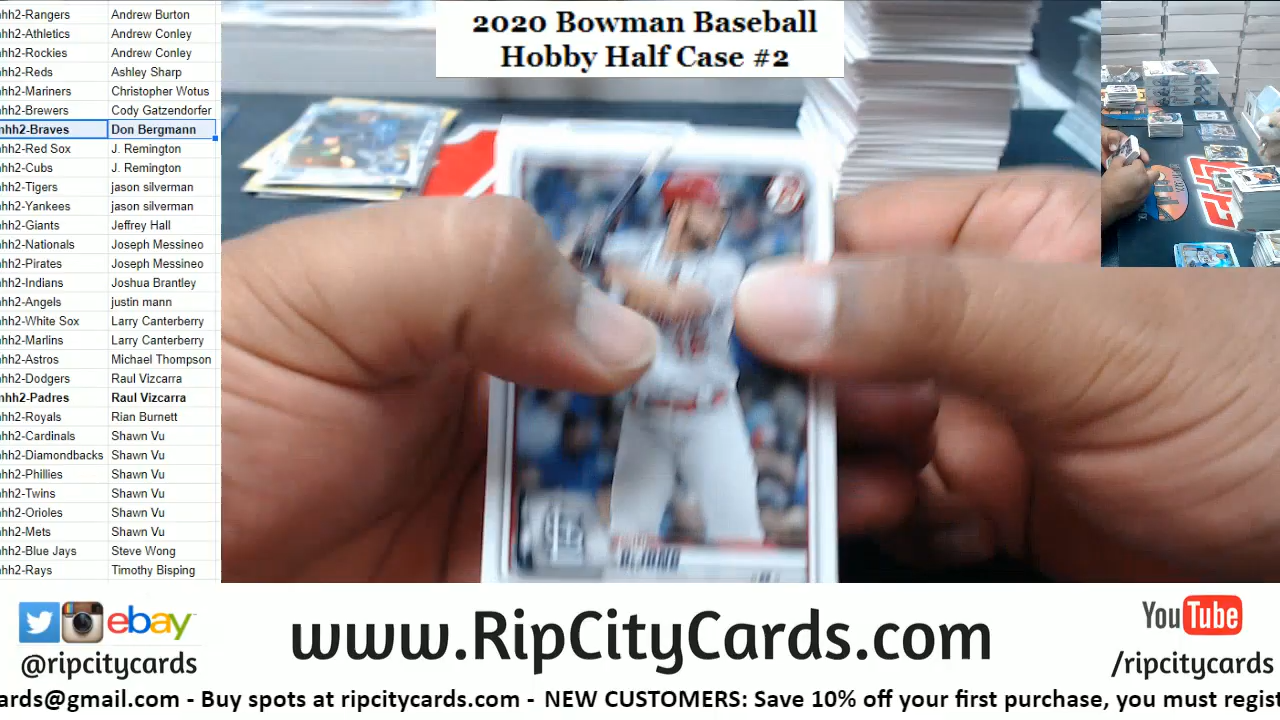 hh2-Rangers Andrew Burton
hh2-Athletics Andrew Conley
hh2-Rockies Andrew Conley
hh2-Reds Ashley Sharp
hh2-Mariners Christopher Wotus
hh2-Brewers Cody Gatzendorfer
hh2-Braves Don Bergmann
hh2-Red Sox J. Remington
hh2-Cubs J. Remington
hh2-Tigers jason silverman
hh2-Yankees jason silverman
hh2-Giants Jeffrey Hall
hh2-Nationals Joseph Messineo
hh2-Pirates Joseph Messineo
hh2-Indians Joshua Brantley
hh2-Angels justin mann
hh2-White Sox Larry Canterberry
hh2-Marlins Larry Canterberry
hh2-Astros Michael Thompson
hh2-Dodgers Raul Vizcarra
hh2-Padres Raul Vizcarra
hh2-Royals Rian Burnett
hh2-Cardinals Shawn Vu
hh2-Diamondbacks Shawn Vu
hh2-Phillies Shawn Vu
hh2-Twins Shawn Vu
hh2-Orioles Shawn Vu
hh2-Mets Shawn Vu
hh2-Blue Jays Steve Wong
hh2-Rays Timothy Bisping
2020 Bowman Baseball
Hobby Half Case #2
DEJONG
ebay
@ripcitycards
www.RipCityCards.com
YouTube
/ripcitycards
ards@gmail.com - Buy spots at ripcitycards.com - NEW CUSTOMERS: Save 10% off your first purchase, you must regist